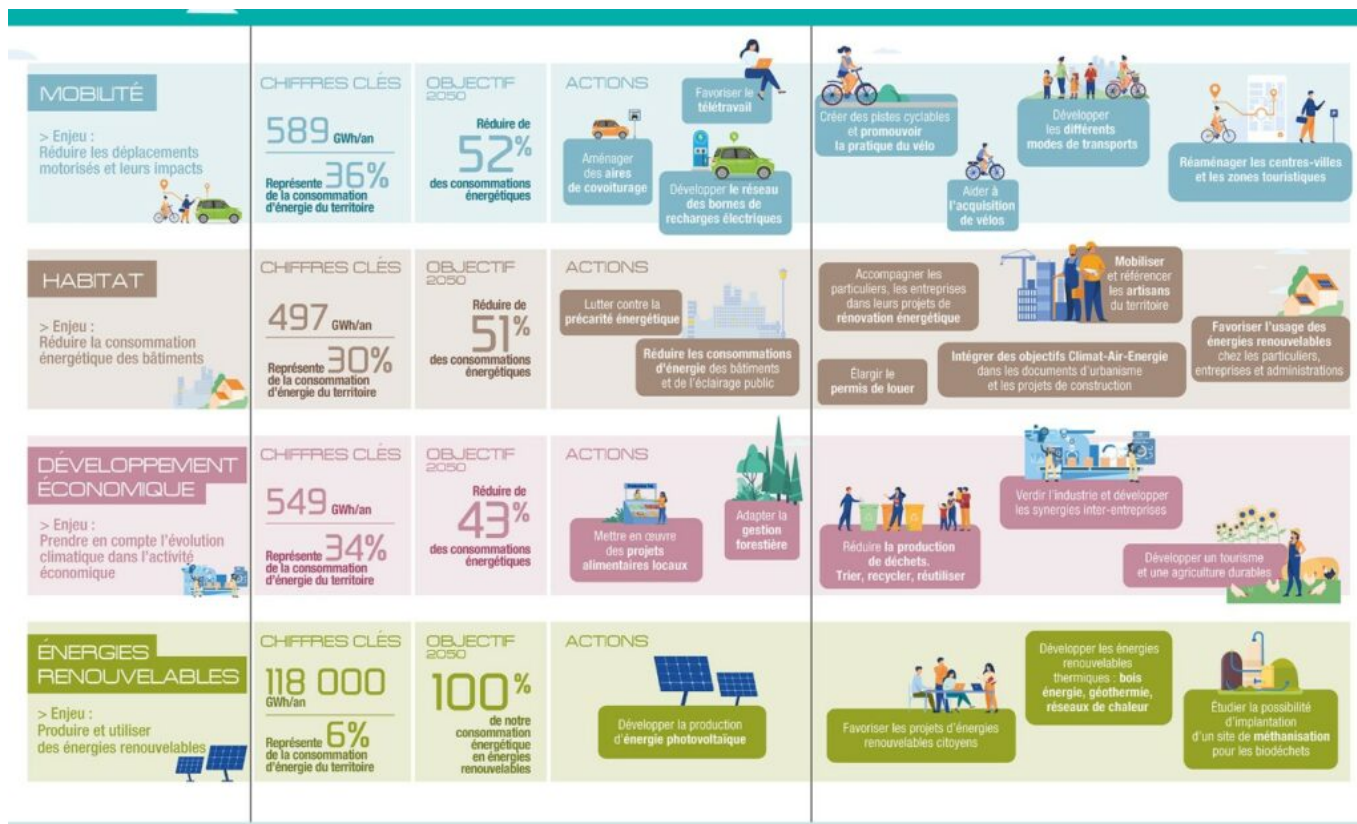 MOBILITÉ
> Enjeu :
Réduire les déplacements
motorisés et leurs impacts
CHIFFRES CLÉS
589 GWh/an
Représente 36%
de la consommation
d'énergie du territoire
OBJECTIF
2050
Réduire de
52%
des consommations
énergétiques
ACTIONS
Aménager
des aires
de covoiturage
Favoriser le
télétravail
Développer le réseau
des bornes de
recharges électriques
Créer des pistes cyclables
et promouvoir
la pratique du vélo
Aider à
l'acquisition
de vélos
Développer
les différents
modes de transports
Réaménager les centres-villes
et les zones touristiques
HABITAT
> Enjeu :
Réduire la consommation
énergétique des bâtiments
CHIFFRES CLÉS
497 GWh/an
Représente 30%
de la consommation
d'énergie du territoire
OBJECTIF
2050
Réduire de
51%
des consommations
énergétiques
ACTIONS
Lutter contre la
précarité énergétique
Réduire les consommations
d'énergie des bâtiments
et de l'éclairage public
Accompagner les
particuliers, les entreprises
dans leurs projets de
rénovation énergétique
Élargir le
permis de louer
Mobiliser
et référencer
les artisans
du territoire
Intégrer des objectifs Climat-Air-Energie
dans les documents d'urbanisme
et les projets de construction
Favoriser l'usage des
énergies renouvelables
chez les particuliers,
entreprises et administrations
DÉVELOPPEMENT
ÉCONOMIQUE
> Enjeu :
Prendre en compte l'évolution
climatique dans l'activité
économique
CHIFFRES CLÉS
549 GWh/an
Représente 34%
de la consommation
d'énergie du territoire
OBJECTIF
2050
Réduire de
43%
des consommations
énergétiques
ACTIONS
Mettre en œuvre
des projets
alimentaires locaux
Adapter la
gestion
forestière
Réduire la production
de déchets.
Trier, recycler, réutiliser
Verdir l'industrie et développer
les synergies inter-entreprises
Développer un tourisme
et une agriculture durables
ÉNERGIES
RENOUVELABLES
> Enjeu :
Produire et utiliser
des énergies renouvelables
CHIFFRES CLÉS
118 000
GWh/an
Représente 6%
de la consommation
d'énergie du territoire
OBJECTIF
2050
100%
de notre
consommation
énergétique
en énergies
renouvelables
ACTIONS
Développer la production
d'énergie photovoltaïque
Favoriser les projets d'énergies
renouvelables citoyens
Développer les énergies
renouvelables
thermiques : bois
énergie, géothermie,
réseaux de chaleur
Étudier la possibilité
d'implantation
d'un site de méthanisation
pour les biodéchets